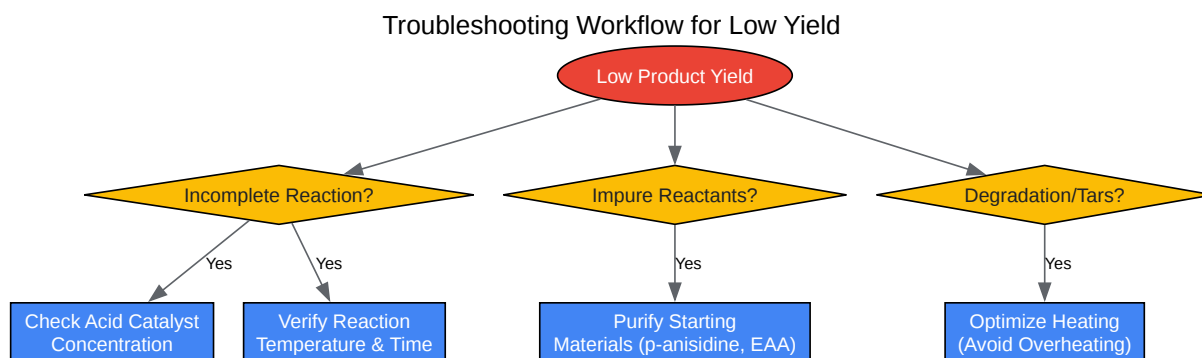 Troubleshooting Workflow for Low Yield
Low Product Yield
Incomplete Reaction?
Impure Reactants?
Degradation/Tars?
Yes
Yes
Yes
Yes
Check Acid Catalyst
Concentration
Verify Reaction
Temperature & Time
Purify Starting
Materials (p-anisidine, EAA)
Optimize Heating
(Avoid Overheating)